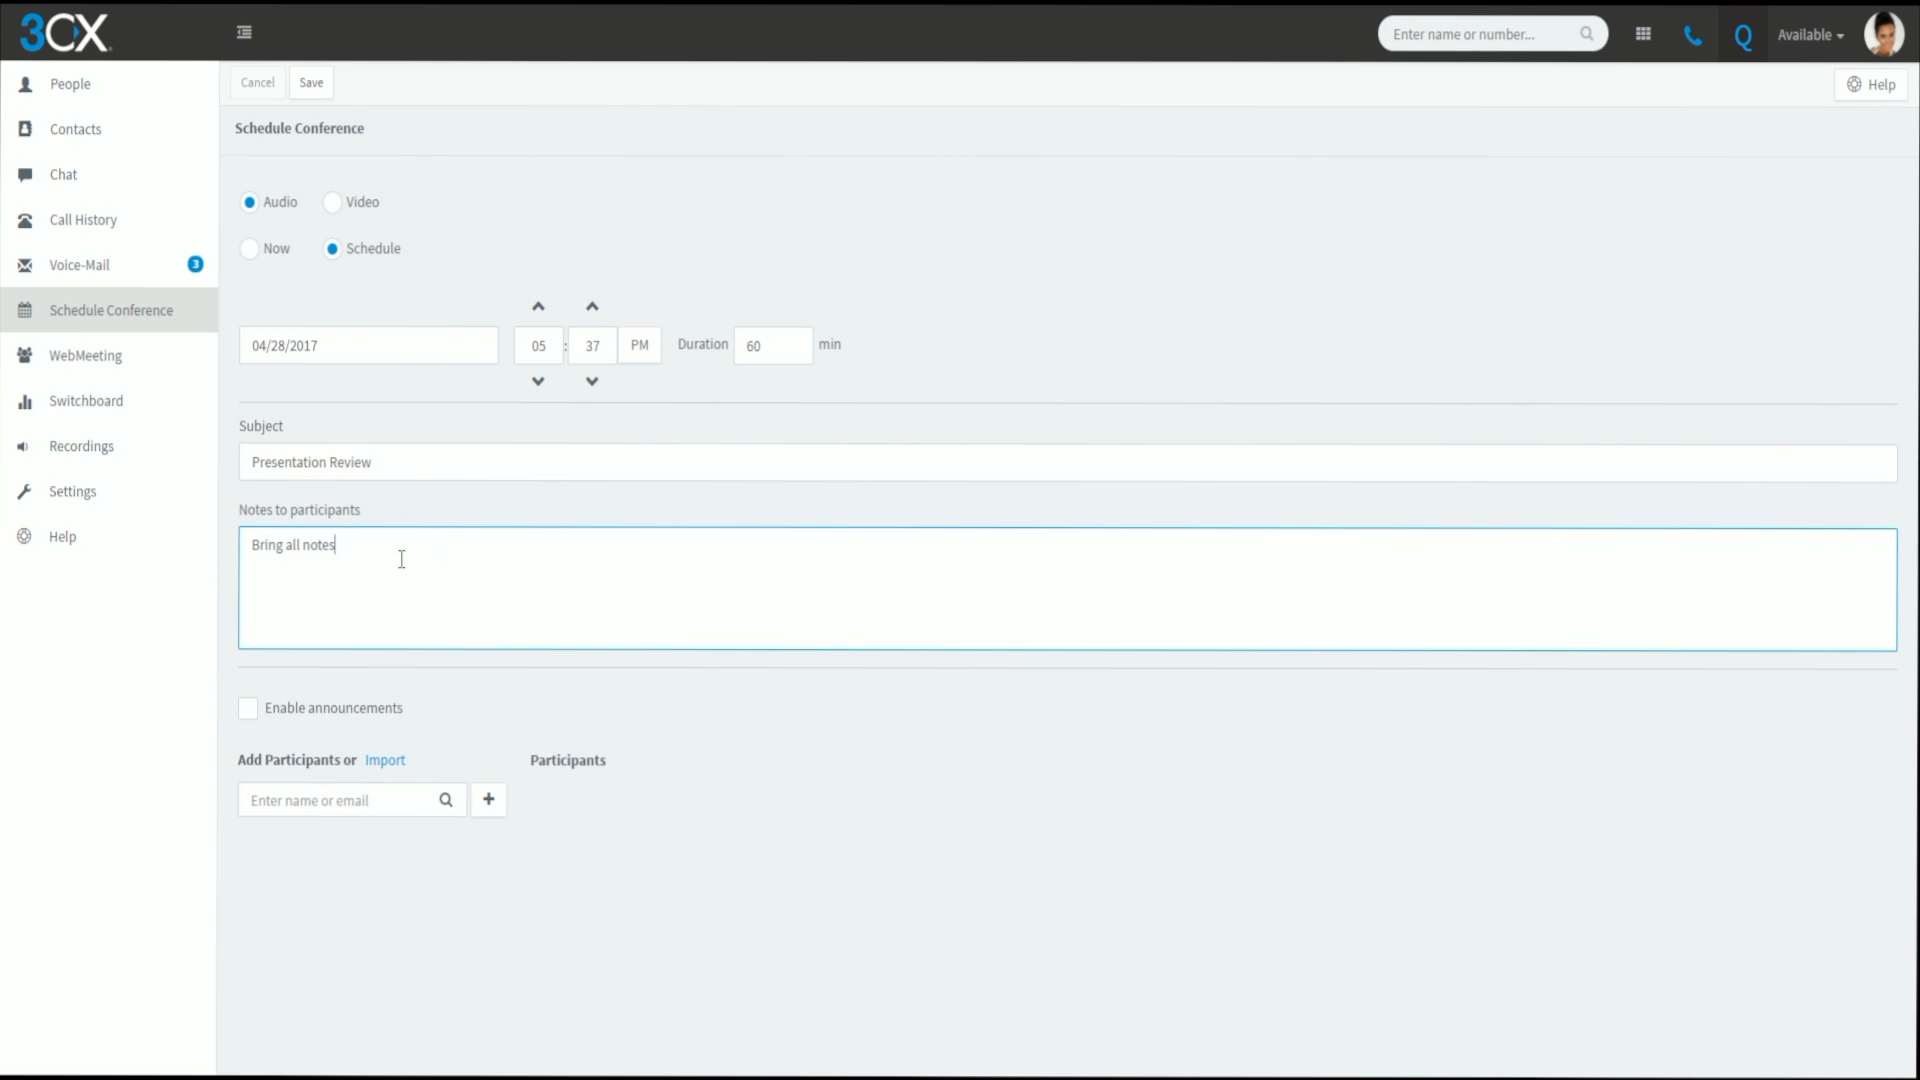 3CX
Enter name or number...
Available
People
Contacts
Chat
Call History
Voice-Mail 3
Schedule Conference
WebMeeting
Switchboard
Recordings
Settings
Help
Cancel Save
Help
Schedule Conference
Audio Video
Now Schedule
04/28/2017 05 : 37 PM Duration 60 min
Subject
Presentation Review
Notes to participants
Bring all notes
Enable announcements
Add Participants or Import Participants
Enter name or email +